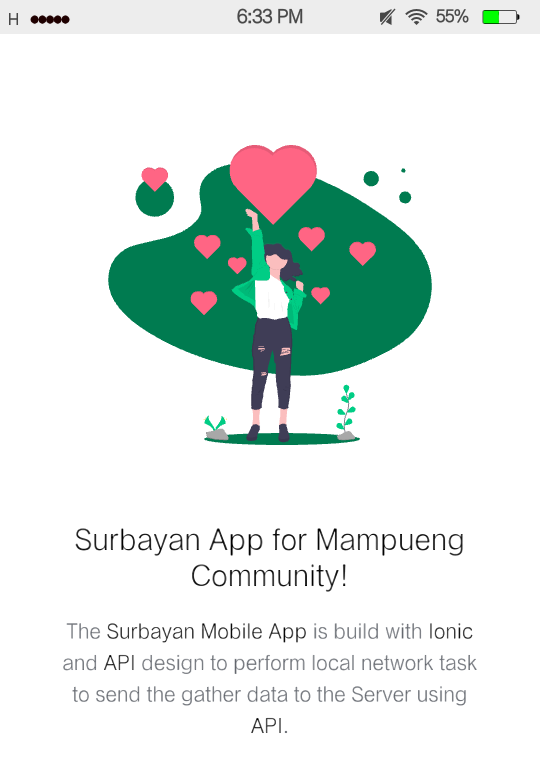 H 6:33 PM 55%
Surbayan App for Mampueng
Community!
The Surbayan Mobile App is build with Ionic
and API design to perform local network task
to send the gather data to the Server using
API.